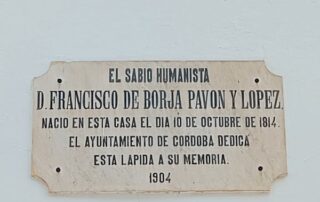 EL SABIO HUMANISTA
D. FRANCISCO DE BORJA PAVON Y LOPEZ,
NACIO EN ESTA CASA EL DIA 10 DE OCTUBRE DE 1814.
EL AYUNTAMIENTO DE CORDOBA DEDICA
ESTA LAPIDA A SU MEMORIA.
1904